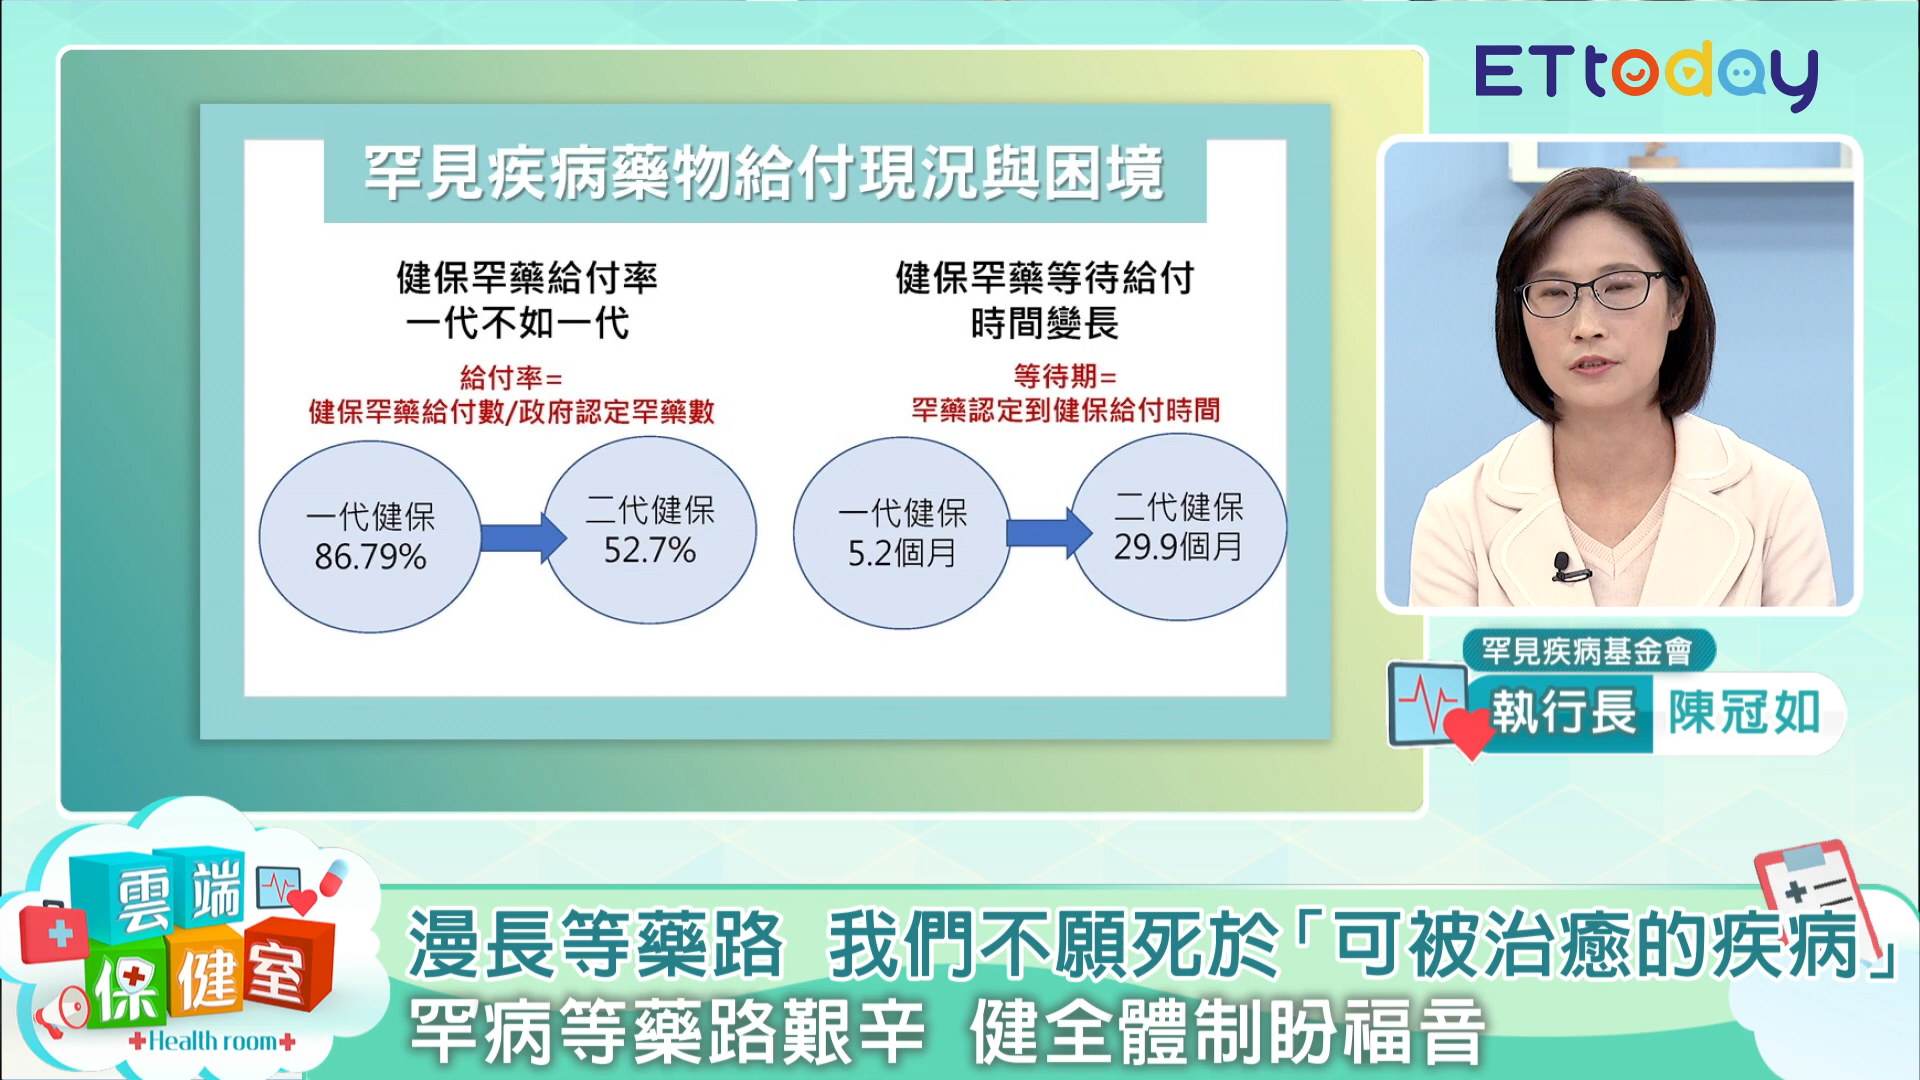 ETtoday
罕見疾病藥物給付現況與困境
健保罕藥給付率
一代不如一代
給付率=
健保罕藥給付數/政府認定罕藥數
一代健保
86.79%
二代健保
52.7%
健保罕藥等待給付
時間變長
等待期=
罕藥認定到健保給付時間
一代健保
5.2個月
二代健保
29.9個月
罕見疾病基金會
執行長 陳冠如
雲端
保健室
Health room
漫長等藥路 我們不願死於「可被治癒的疾病」
罕病等藥路艱辛 健全體制盼福音